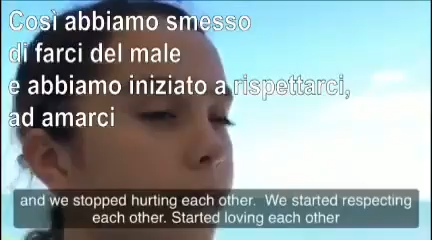 Così abbiamo smesso
di farci del male
e abbiamo iniziato a rispettarci,
ad amarci
and we stopped hurting each other. We started respecting
each other. Started loving each other